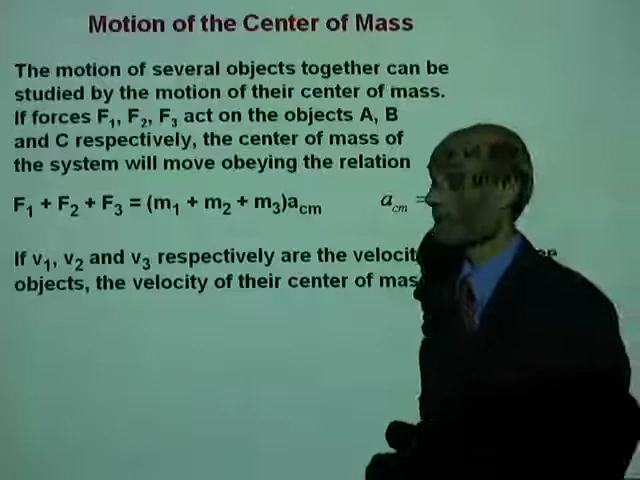 Motion of the Center of Mass
The motion of several objects together can be
studied by the motion of their center of mass.
If forces F₁, F₂, F₃ act on the objects A, B
and C respectively, the center of mass of
the system will move obeying the relation
F₁ + F₂ + F₃ = (m₁ + m₂ + m₃)a_cm a_cm =
If v₁, v₂ and v₃ respectively are the velocit
objects, the velocity of their center of mas